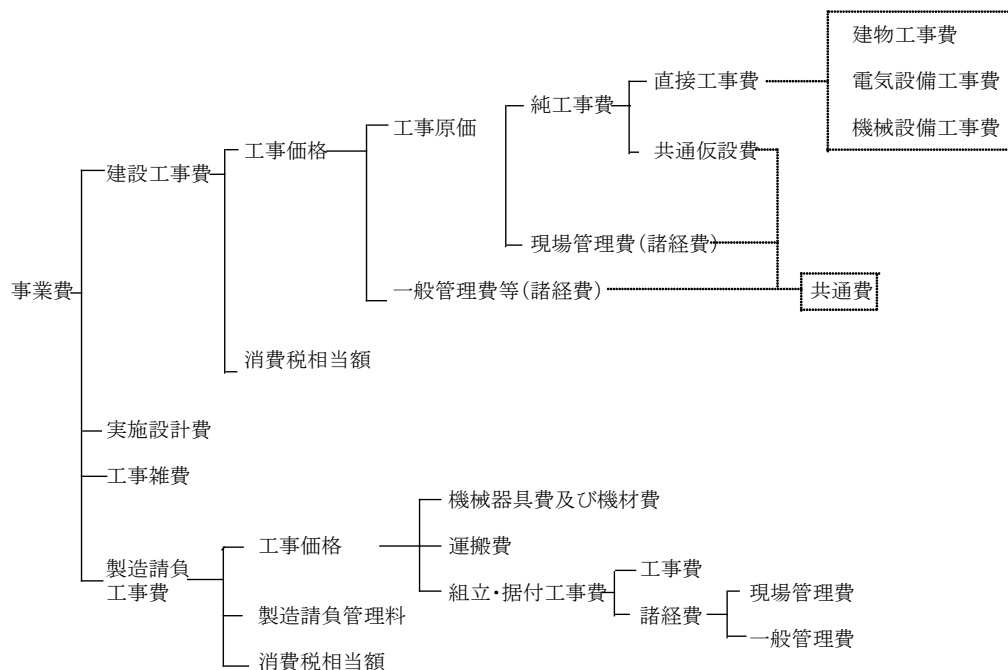 建物工事費
直接工事費
電気設備工事費
純工事費
工事原価
機械設備工事費
工事価格
共通仮設費
建設工事費
現場管理費(諸経費)
事業費
一般管理費等(諸経費)
共通費
消費税相当額
実施設計費
工事雑費
機械器具費及び機材費
工事価格
運搬費
製造請負
工事費
組立・据付工事費
工事費
諸経費
現場管理費
製造請負管理料
一般管理費
消費税相当額